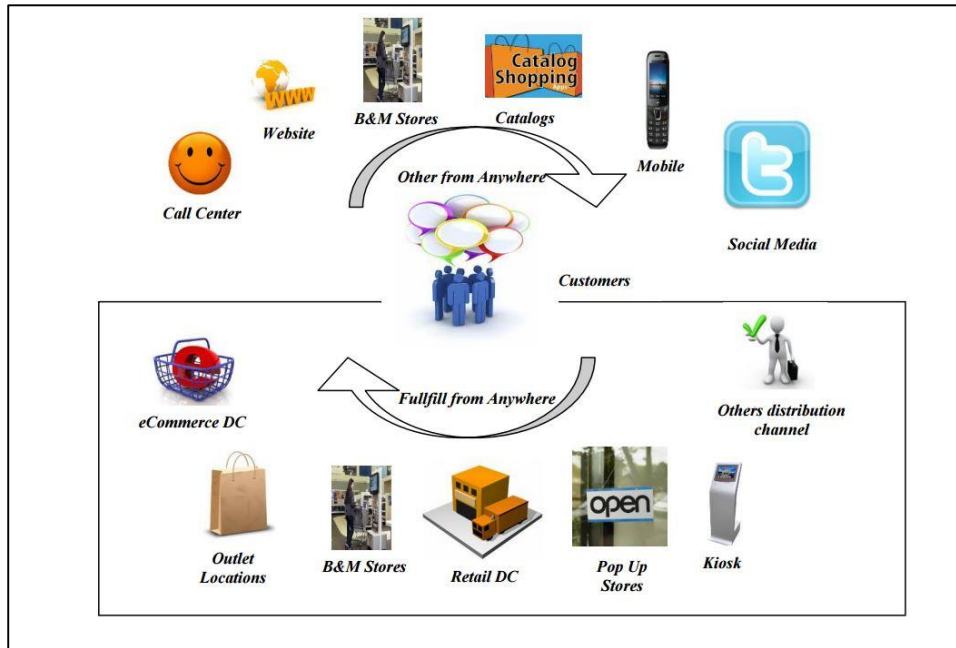 Catalog
Shopping
www
B&M Stores
Catalogs
Website
Mobile
Other from Anywhere
Call Center
Social Media
Customers
Fullfill from Anywhere
eCommerce DC
Others distribution
channel
open
Outlet
Locations
B&M Stores
Retail DC
Pop Up
Stores
Kiosk